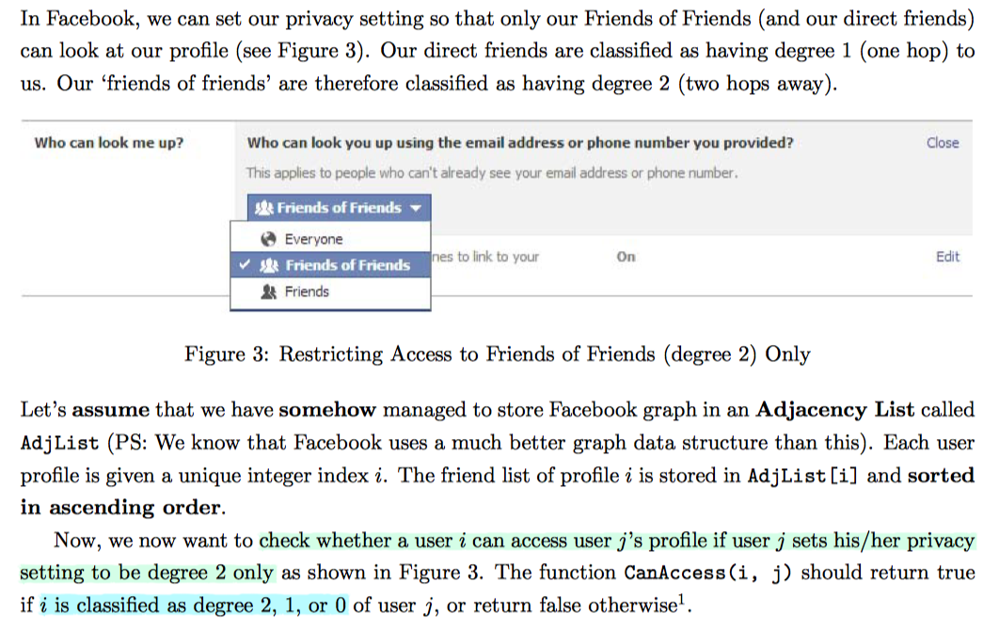 In Facebook, we can set our privacy setting so that only our Friends of Friends (and our direct friends)
can look at our profile (see Figure 3). Our direct friends are classified as having degree 1 (one hop) to
us. Our ‘friends of friends’ are therefore classified as having degree 2 (two hops away).
Who can look me up?
Who can look you up using the email address or phone number you provided?
Close
This applies to people who can't already see your email address or phone number.
Friends of Friends
Everyone
Friends of Friends
nes to link to your
On
Edit
Friends
Figure 3: Restricting Access to Friends of Friends (degree 2) Only
Let’s assume that we have somehow managed to store Facebook graph in an Adjacency List called
AdjList (PS: We know that Facebook uses a much better graph data structure than this). Each user
profile is given a unique integer index i. The friend list of profile i is stored in AdjList[i] and sorted
in ascending order.
Now, we now want to check whether a user i can access user j’s profile if user j sets his/her privacy
setting to be degree 2 only as shown in Figure 3. The function CanAccess(i, j) should return true
if i is classified as degree 2, 1, or 0 of user j, or return false otherwise¹.